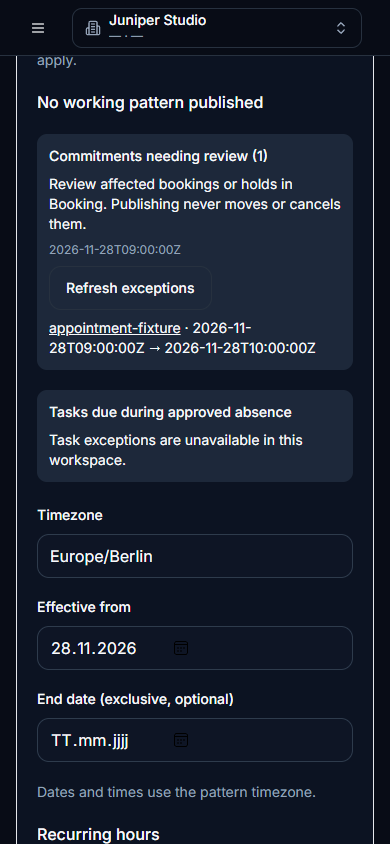 Juniper Studio
— · —
apply.
No working pattern published
Commitments needing review (1)
Review affected bookings or holds in
Booking. Publishing never moves or cancels
them.
2026-11-28T09:00:00Z
Refresh exceptions
appointment-fixture · 2026-11-
28T09:00:00Z → 2026-11-28T10:00:00Z
Tasks due during approved absence
Task exceptions are unavailable in this
workspace.
Timezone
Europe/Berlin
Effective from
28.11.2026
End date (exclusive, optional)
TT.mm.jjjj
Dates and times use the pattern timezone.
Recurring hours